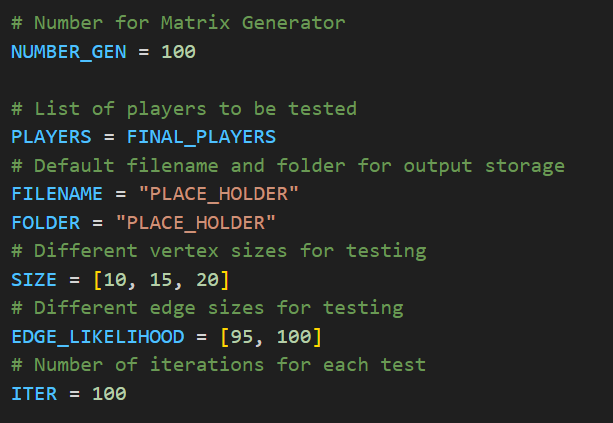 # Number for Matrix Generator
NUMBER_GEN = 100
# List of players to be tested
PLAYERS = FINAL_PLAYERS
# Default filename and folder for output storage
FILENAME = "PLACE_HOLDER"
FOLDER = "PLACE_HOLDER"
# Different vertex sizes for testing
SIZE = [10, 15, 20]
# Different edge sizes for testing
EDGE_LIKELIHOOD = [95, 100]
# Number of iterations for each test
ITER = 100